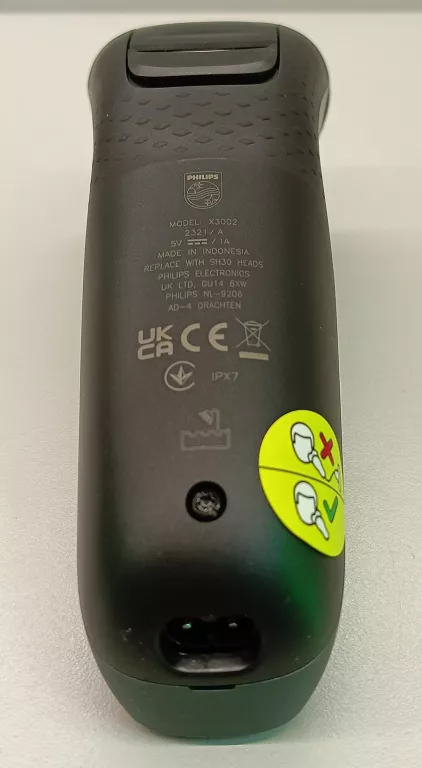 PHILIPS
MODEL: X3002
2321 / A
5V ⎓ / 1A
MADE IN INDONESIA
REPLACE WITH SH30 HEADS
PHILIPS ELECTRONICS
UK LTD, GU14 6XW
PHILIPS NL-9206
AD-4 DRACHTEN
UK
CA CE
IPX7